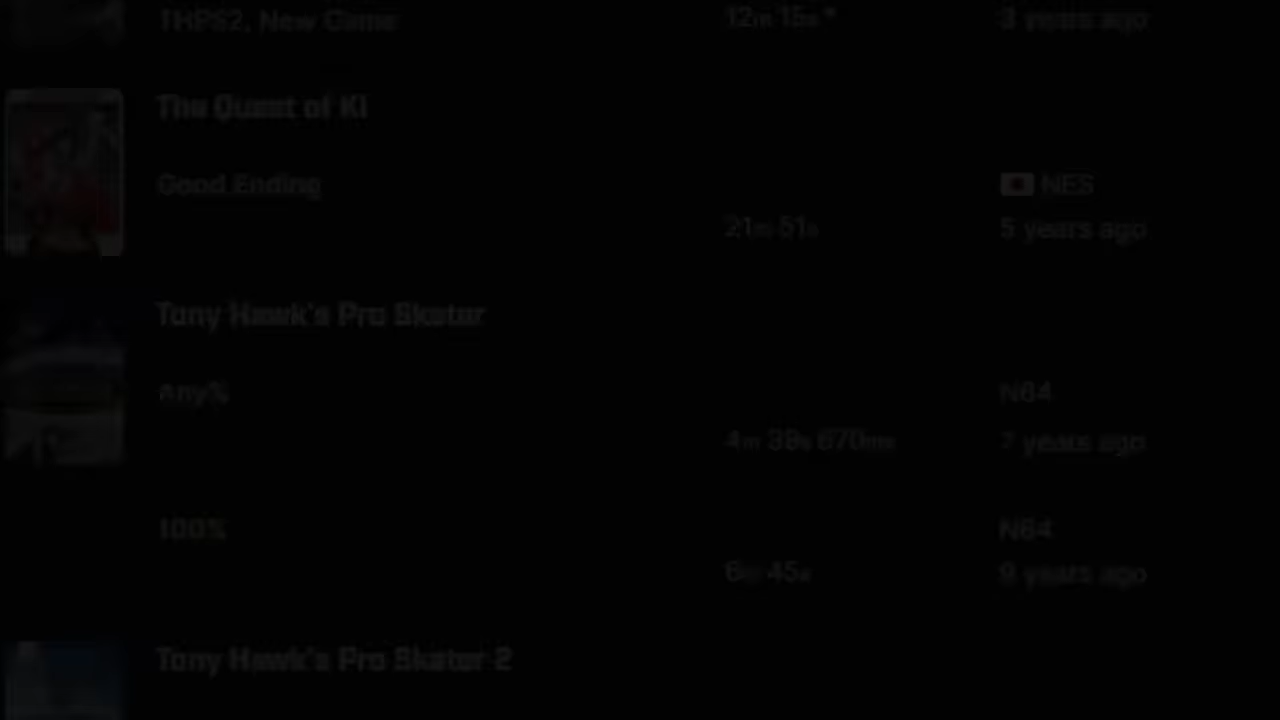 THPS2, New Game 12m 15s * 3 years ago
The Quest of Ki
Good Ending NES
21m 51s 5 years ago
Tony Hawk's Pro Skater
Any% N64
4m 39s 670ms 7 years ago
100% N64
6m 45s 9 years ago
Tony Hawk's Pro Skater 2